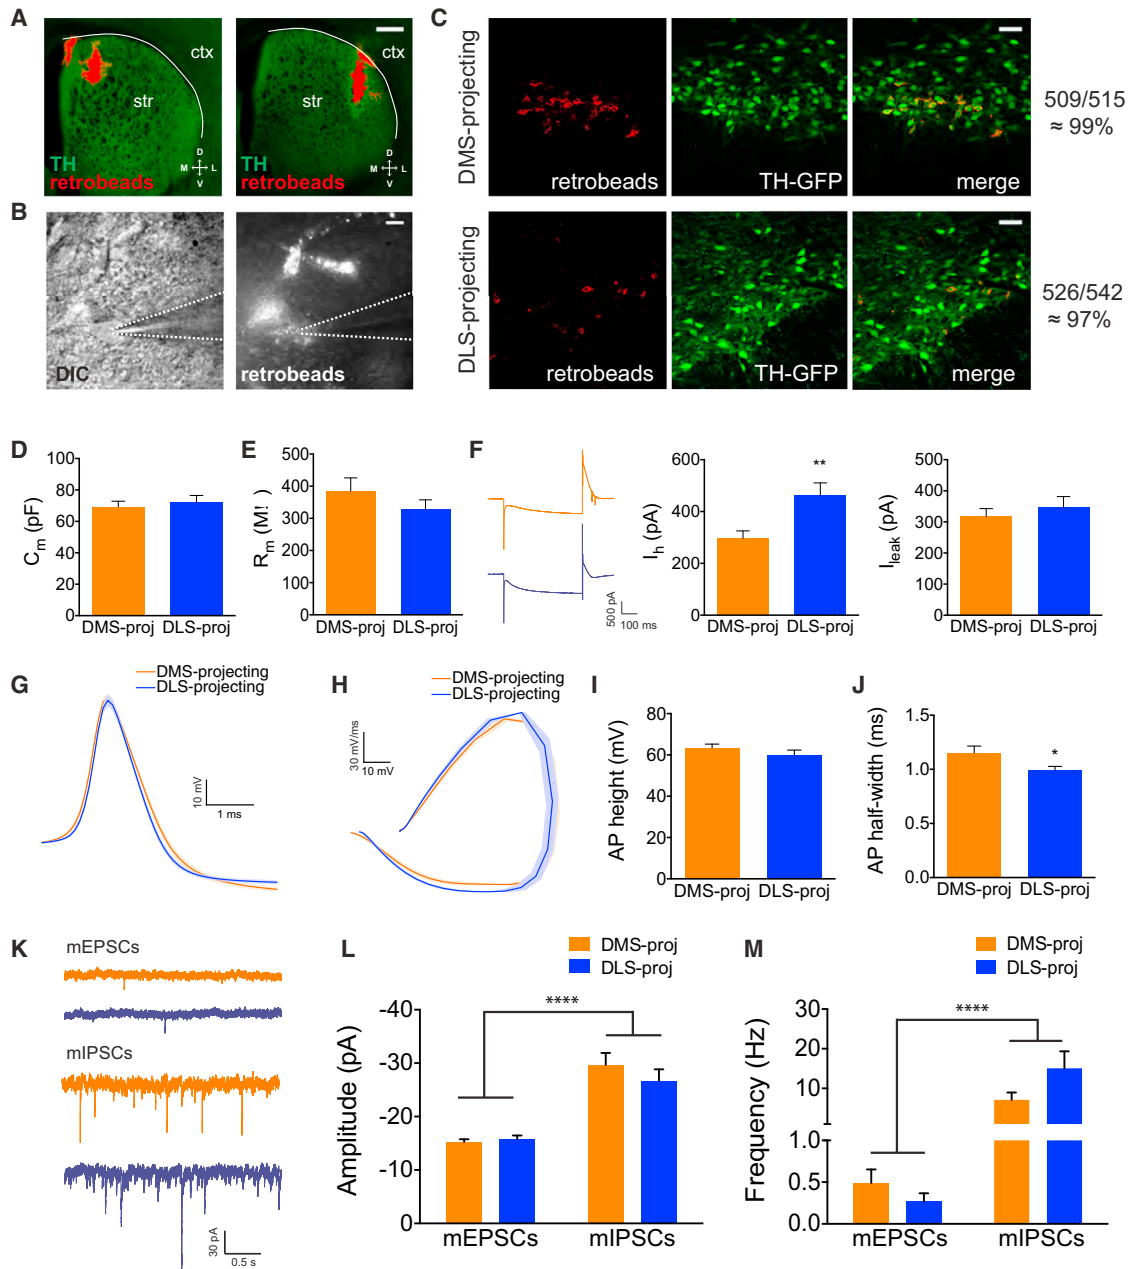 A
ctx
str
TH
retrobeads
D
M L
V
ctx
str
TH
retrobeads
D
M L
V
B
DIC
retrobeads
C
DMS-projecting
retrobeads
TH-GFP
merge
509/515
≈ 99%
DLS-projecting
retrobeads
TH-GFP
merge
526/542
≈ 97%
D
Cm (pF)
100
80
60
40
20
0
DMS-proj DLS-proj
E
Rm (M!
500
400
300
200
100
0
DMS-proj DLS-proj
F
500 pA
100 ms
Ih (pA)
600
400
200
0
**
DMS-proj DLS-proj
Ileak (pA)
500
400
300
200
100
0
DMS-proj DLS-proj
G
DMS-projecting
DLS-projecting
10 mV
1 ms
H
DMS-projecting
DLS-projecting
30 mV/ms
10 mV
I
AP height (mV)
80
60
40
20
0
DMS-proj DLS-proj
J
AP half-width (ms)
1.5
1.0
0.5
0.0
*
DMS-proj DLS-proj
K
mEPSCs
mIPSCs
30 pA
0.5 s
L
DMS-proj
DLS-proj
Amplitude (pA)
-40
-30
-20
-10
0
****
mEPSCs mIPSCs
M
DMS-proj
DLS-proj
Frequency (Hz)
30
20
10
1.0
0.5
0.0
****
mEPSCs mIPSCs